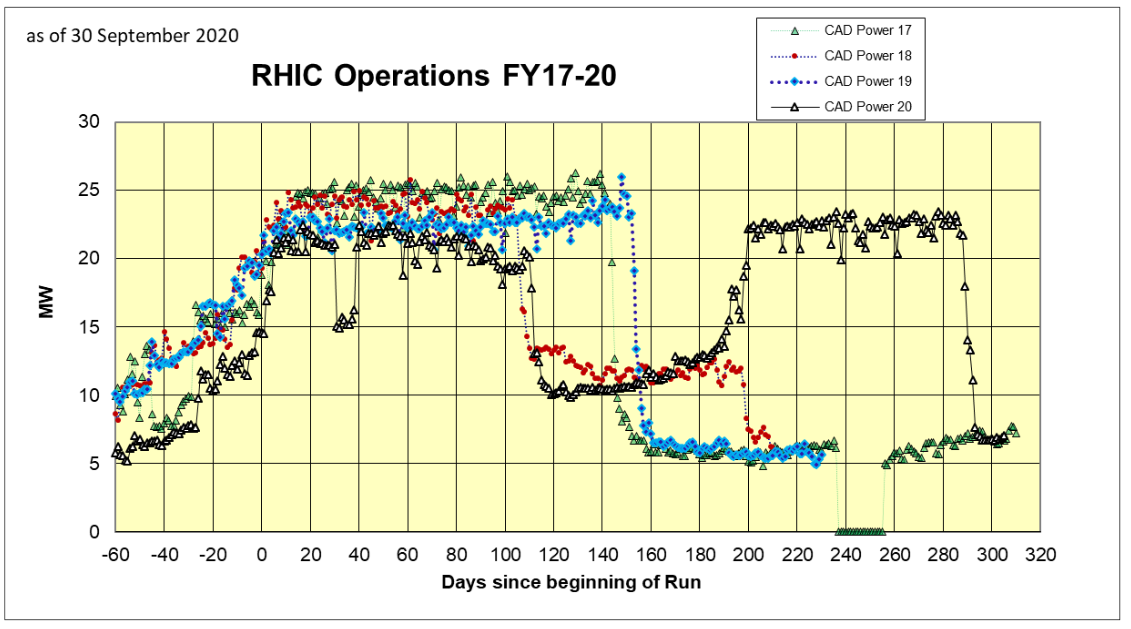 as of 30 September 2020
RHIC Operations FY17-20
CAD Power 17
CAD Power 18
CAD Power 19
CAD Power 20
MW
30
25
20
15
10
5
0
-60 -40 -20 0 20 40 60 80 100 120 140 160 180 200 220 240 260 280 300 320
Days since beginning of Run